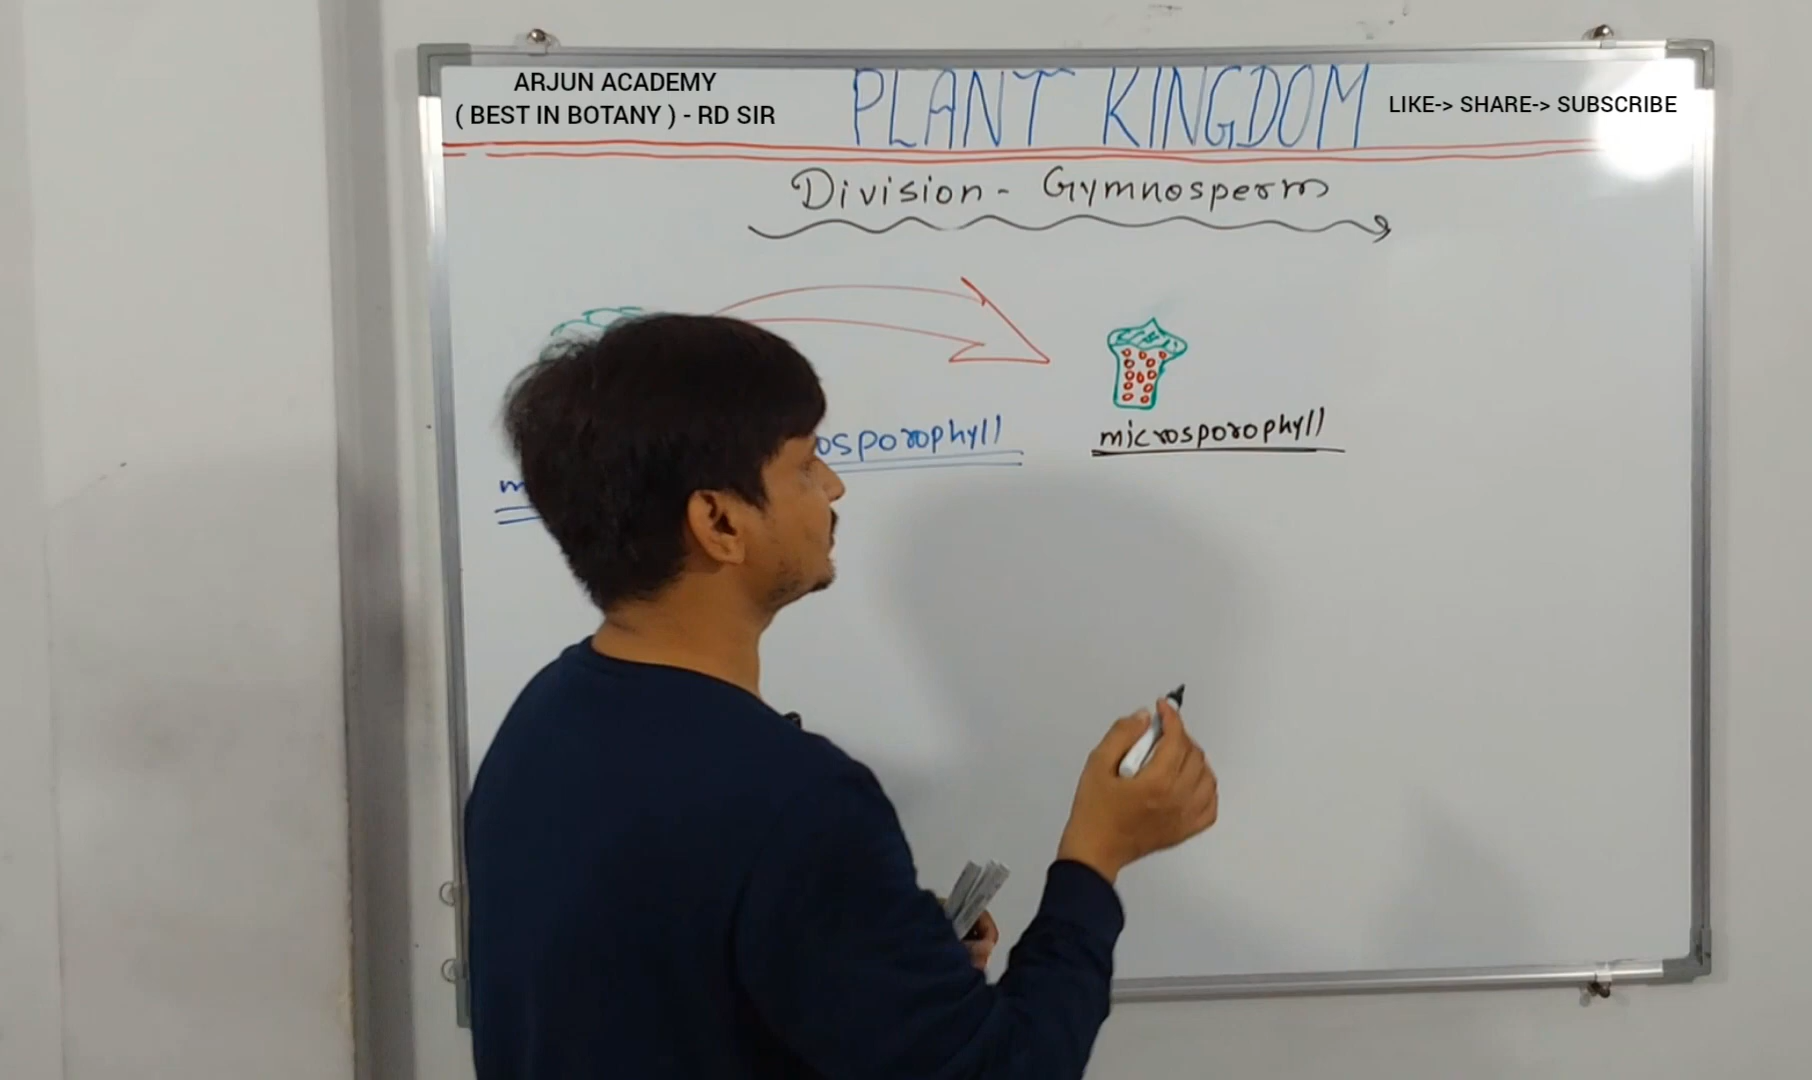 ARJUN ACADEMY
( BEST IN BOTANY ) - RD SIR
PLANT KINGDOM
LIKE-> SHARE-> SUBSCRIBE
Division - Gymnosperm
osporophyll
microsporophyll